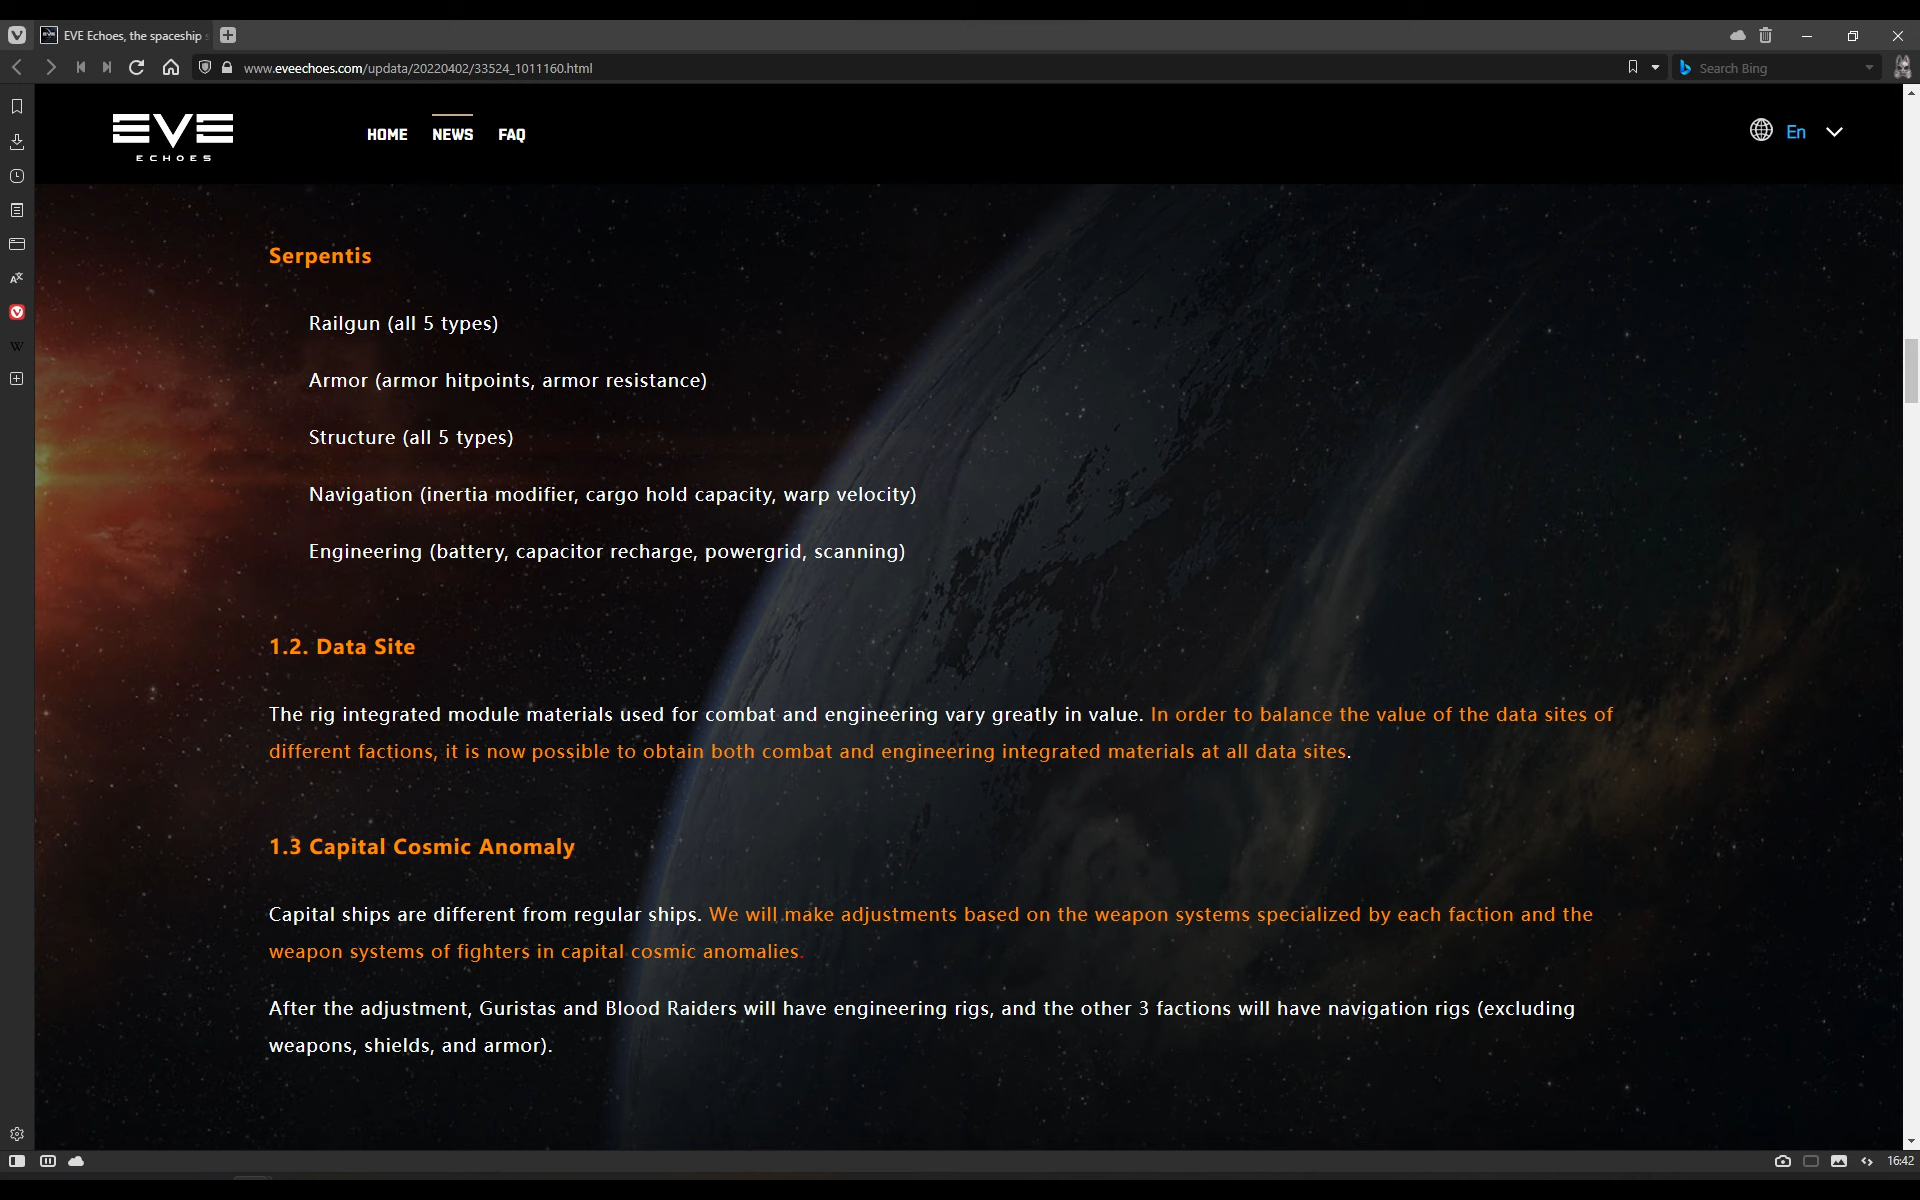 EVE Echoes, the spaceship
www.eveechoes.com/updata/20220402/33524_1011160.html
Search Bing
EVE
ECHOES
HOME
NEWS
FAQ
En
Serpentis
Railgun (all 5 types)
Armor (armor hitpoints, armor resistance)
Structure (all 5 types)
Navigation (inertia modifier, cargo hold capacity, warp velocity)
Engineering (battery, capacitor recharge, powergrid, scanning)
1.2. Data Site
The rig integrated module materials used for combat and engineering vary greatly in value. In order to balance the value of the data sites of
different factions, it is now possible to obtain both combat and engineering integrated materials at all data sites.
1.3 Capital Cosmic Anomaly
Capital ships are different from regular ships. We will make adjustments based on the weapon systems specialized by each faction and the
weapon systems of fighters in capital cosmic anomalies.
After the adjustment, Guristas and Blood Raiders will have engineering rigs, and the other 3 factions will have navigation rigs (excluding
weapons, shields, and armor).
16:42